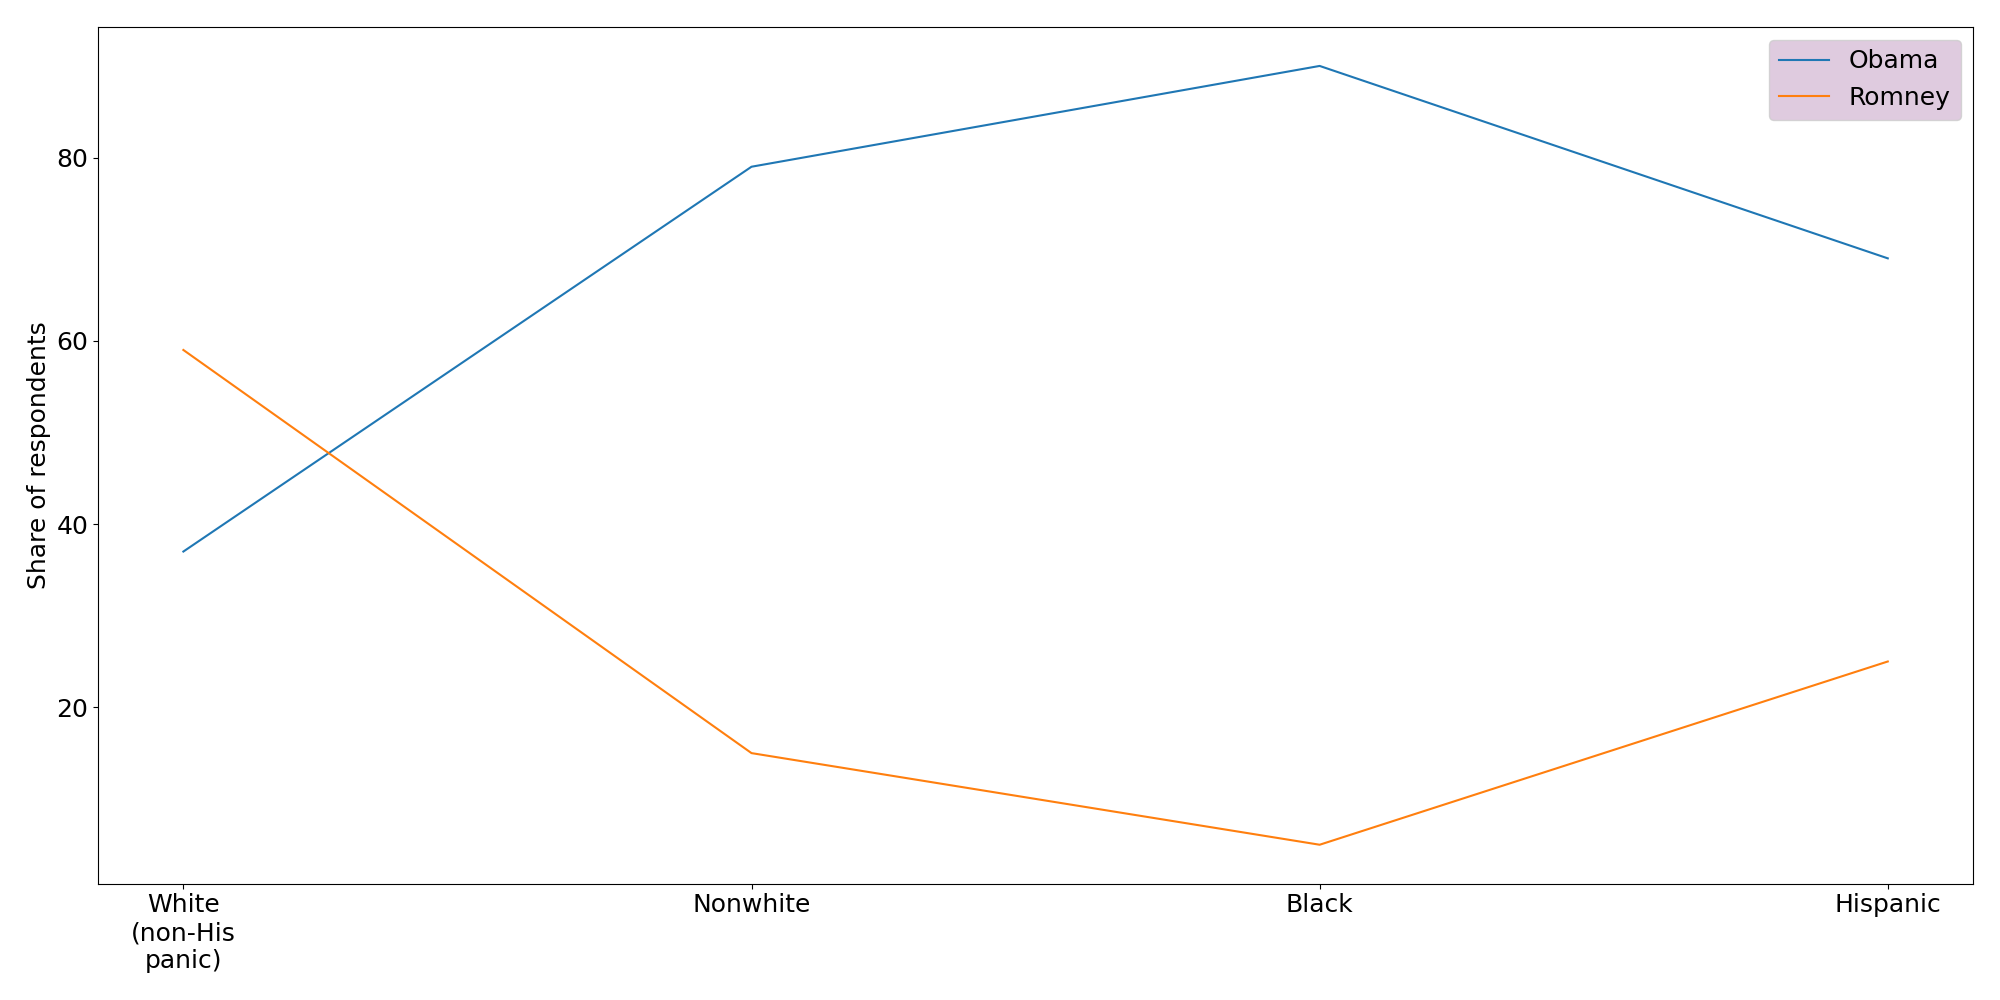 Obama
Romney
Share of respondents
80
60
40
20
White
(non-His
panic)
Nonwhite
Black
Hispanic